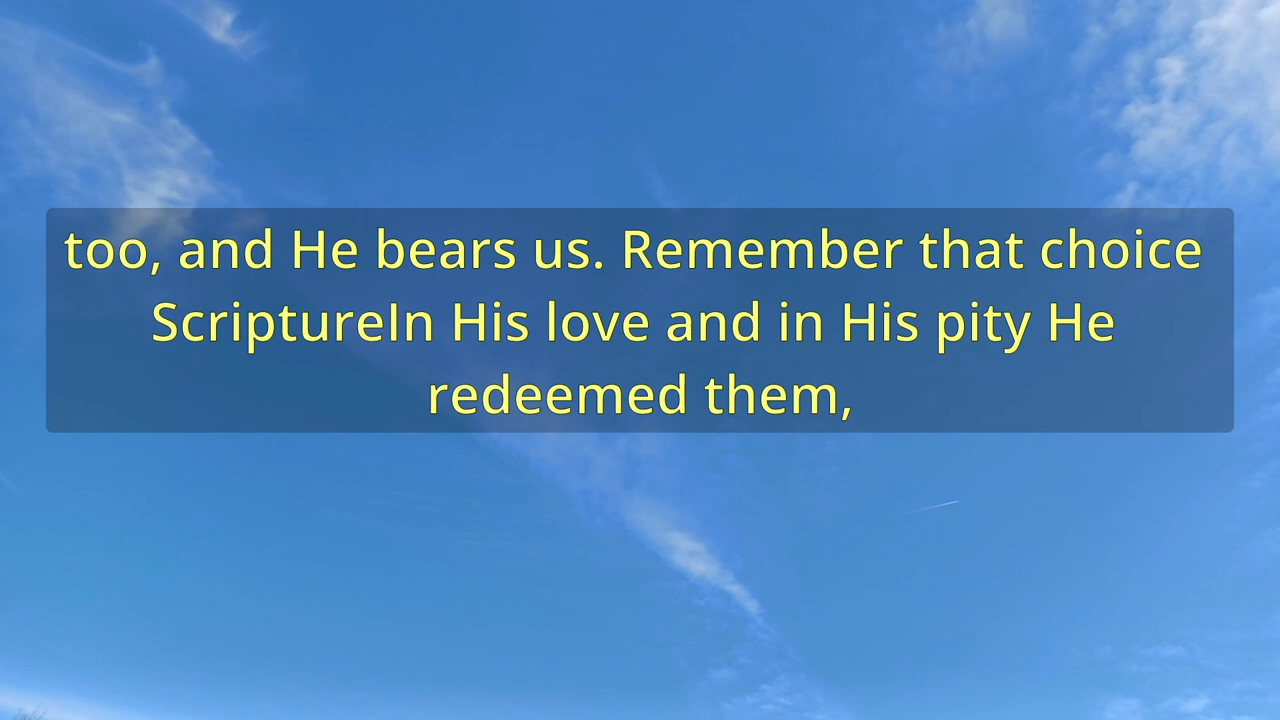 too, and He bears us. Remember that choice
ScriptureIn His love and in His pity He
redeemed them,